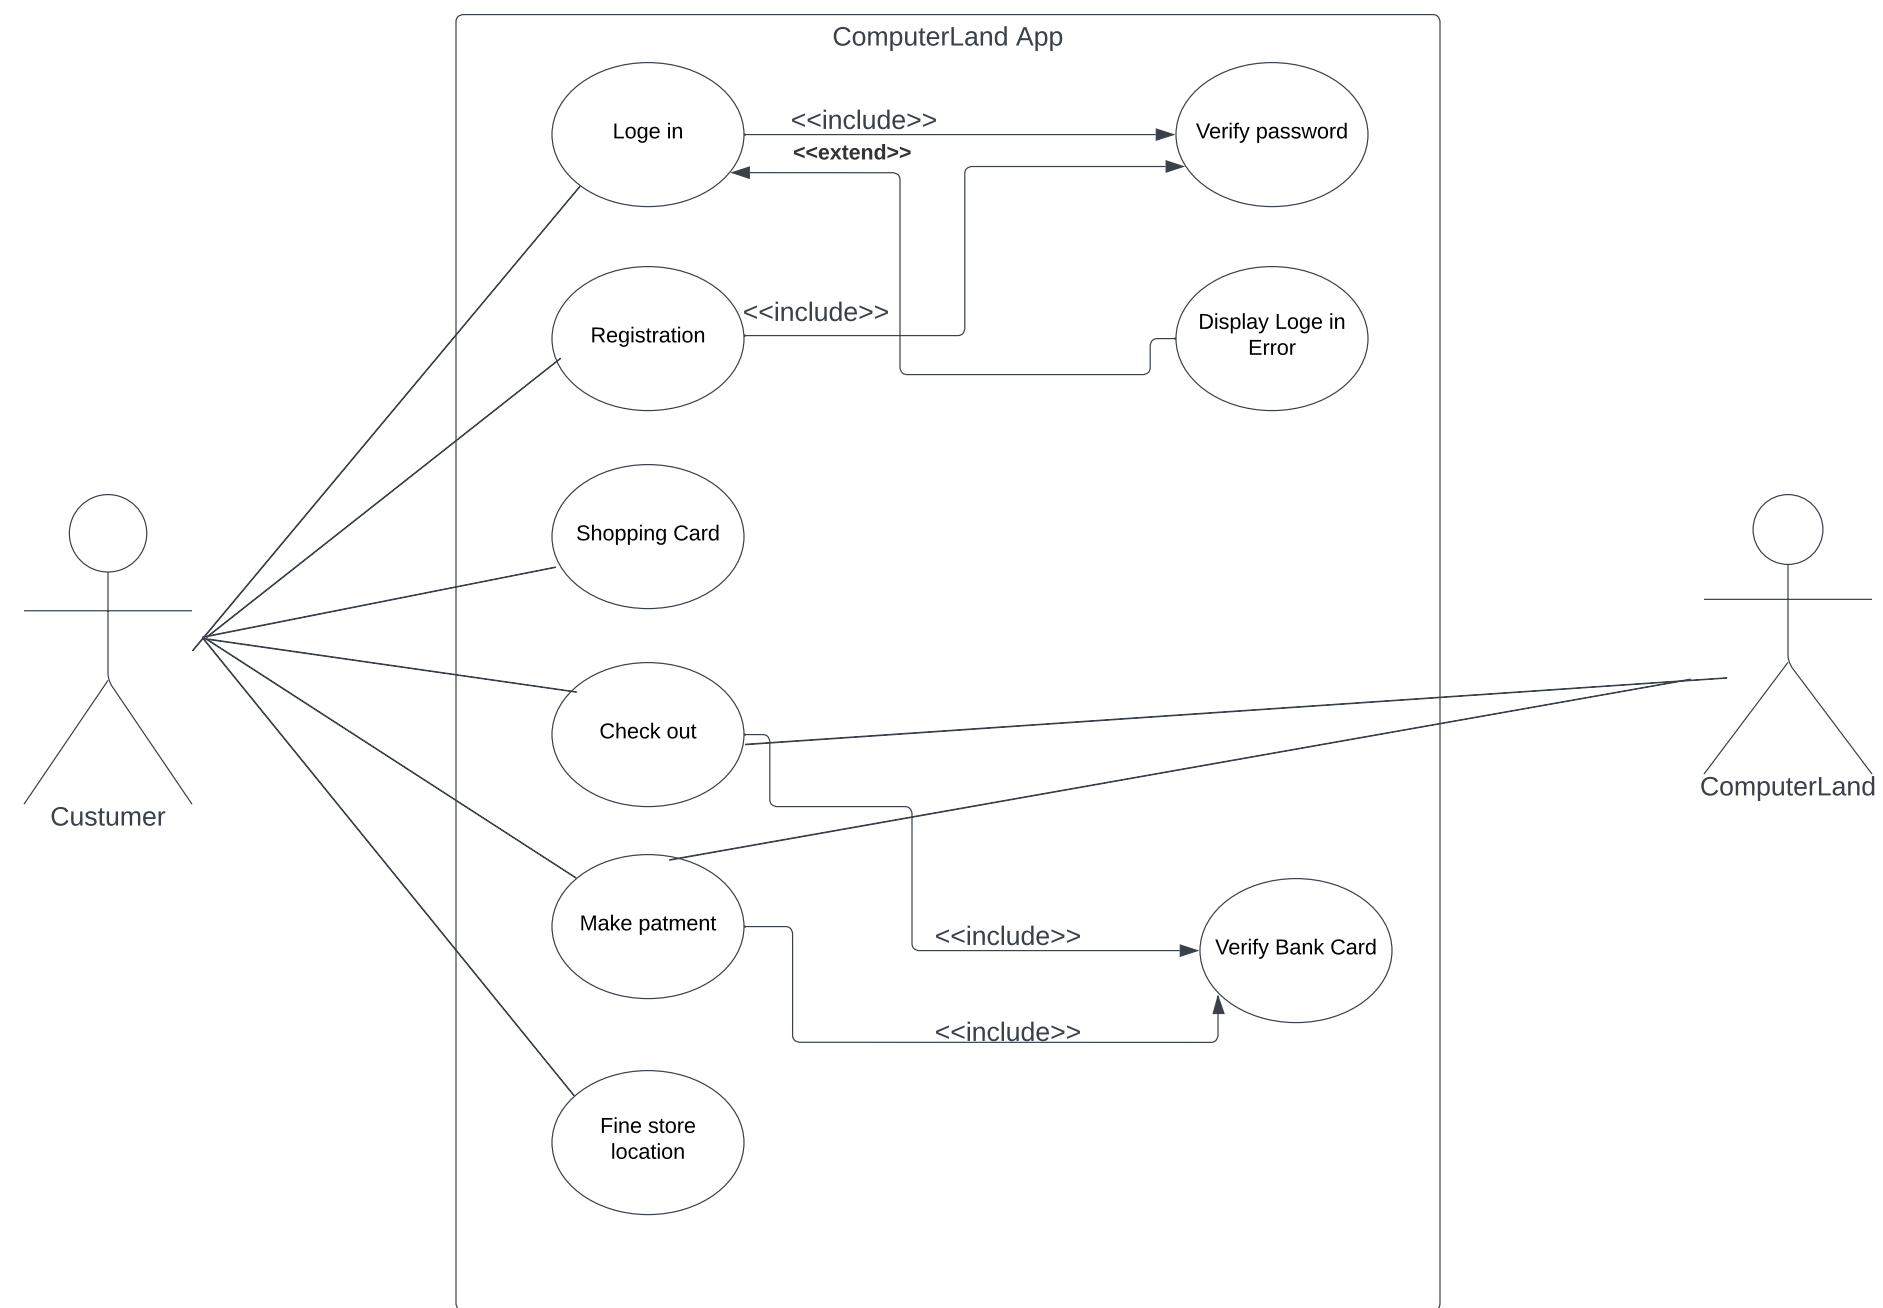 ComputerLand App
Loge in
<<include>>
Verify password
<<extend>>
Registration
<<include>>
Display Loge in
Error
Shopping Card
Check out
Custumer
ComputerLand
Make patment
<<include>>
Verify Bank Card
<<include>>
Fine store
location